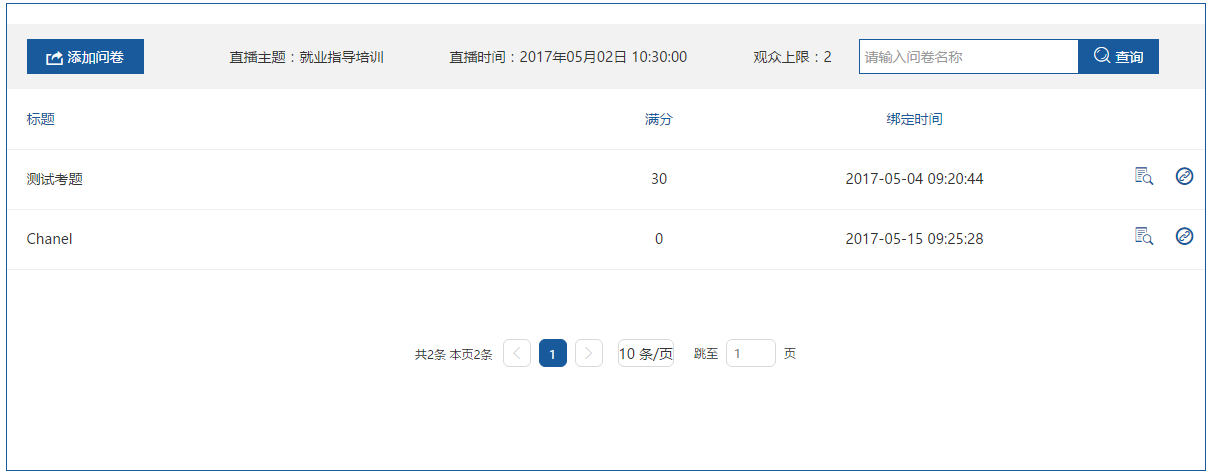 添加问卷 直播主题：就业指导培训 直播时间：2017年05月02日 10:30:00 观众上限：2 请输入问卷名称 查询
标题 满分 绑定时间
测试考题 30 2017-05-04 09:20:44
Chanel 0 2017-05-15 09:25:28
共2条 本页2条 1 10 条/页 跳至 1 页